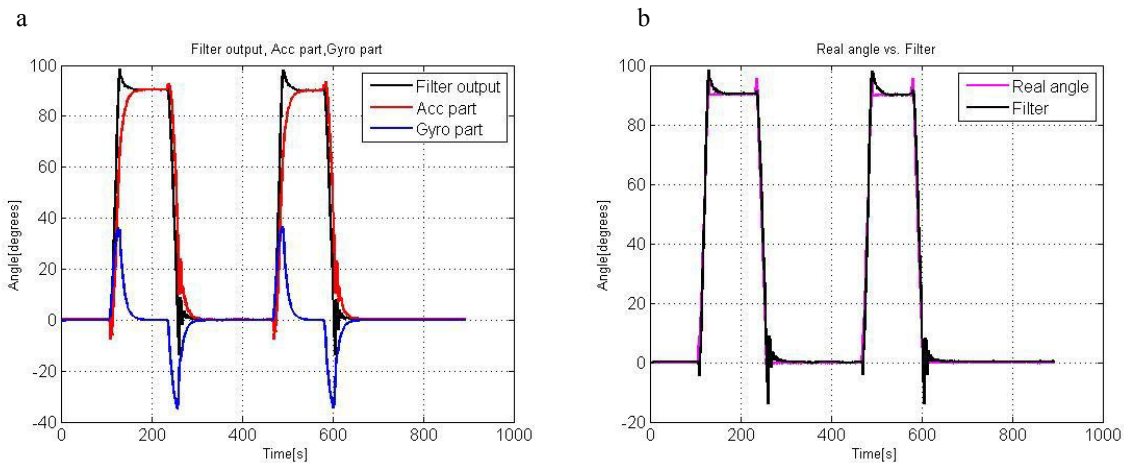 a
Filter output, Acc part,Gyro part
100
80
60
40
20
0
-20
-40
Angle[degrees]
Filter output
Acc part
Gyro part
0 200 400 600 800 1000
Time[s]
b
Real angle vs. Filter
100
80
60
40
20
0
-20
Angle[degrees]
Real angle
Filter
0 200 400 600 800 1000
Time[s]